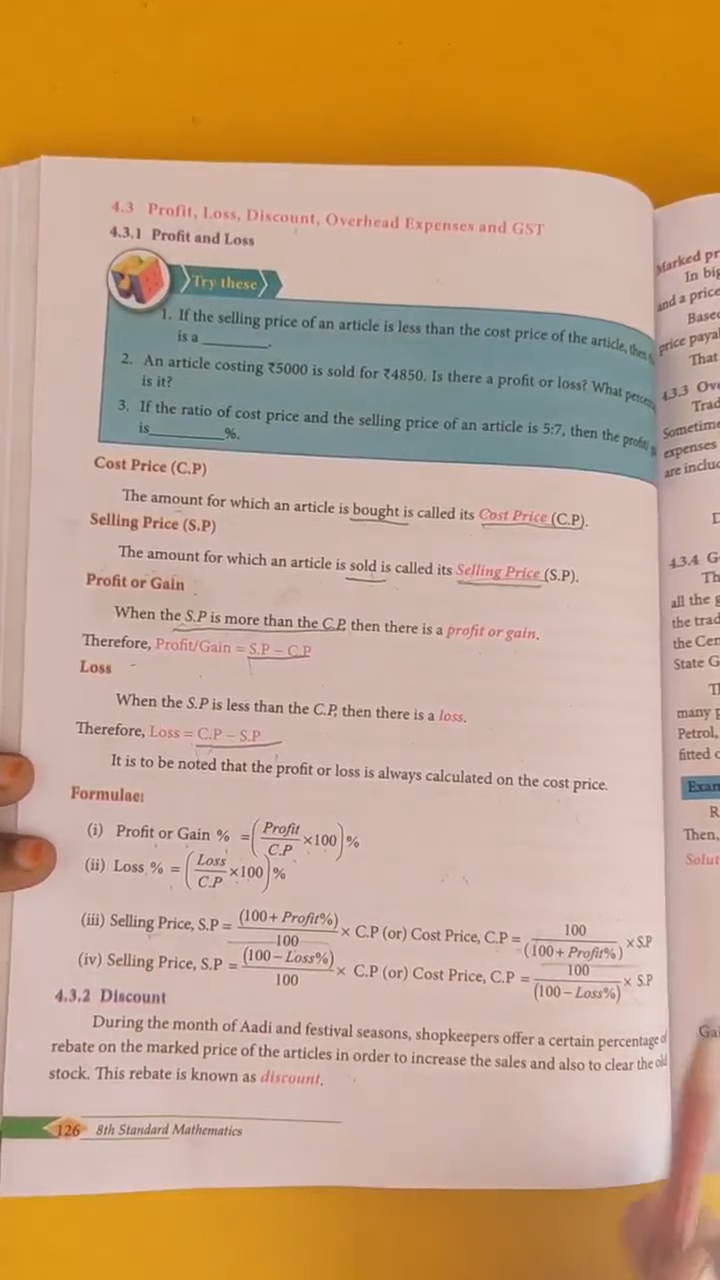 4.3 Profit, Loss, Discount, Overhead Expenses and GST
4.3.1 Profit and Loss
Try these
1. If the selling price of an article is less than the cost price of the article, then
is a ________.
2. An article costing ₹5000 is sold for ₹4850. Is there a profit or loss? What
is it?
3. If the ratio of cost price and the selling price of an article is 5:7, then the profit/
is________%.
Cost Price (C.P)
The amount for which an article is bought is called its Cost Price (C.P).
Selling Price (S.P)
The amount for which an article is sold is called its Selling Price (S.P).
Profit or Gain
When the S.P is more than the C.P, then there is a profit or gain.
Therefore, Profit/Gain = S.P – C.P
Loss
When the S.P is less than the C.P, then there is a loss.
Therefore, Loss = C.P – S.P
It is to be noted that the profit or loss is always calculated on the cost price.
Formulae:
(i) Profit or Gain % = (Profit/C.P ×100)%
(ii) Loss % = (Loss/C.P ×100)%
(iii) Selling Price, S.P = (100+ Profit%)/100 × C.P (or) Cost Price, C.P = 100/(100+ Profit%) × S.P
(iv) Selling Price, S.P = (100 – Loss%)/100 × C.P (or) Cost Price, C.P = 100/(100 – Loss%) × S.P
4.3.2 Discount
During the month of Aadi and festival seasons, shopkeepers offer a certain percentage of
rebate on the marked price of the articles in order to increase the sales and also to clear the old
stock. This rebate is known as discount.
126 8th Standard Mathematics
Marked
In big
and a price
price
That
4.3.3
Sometime
expenses
are
4.3.4
Th
all the
the
the
State
many
Petrol,
fitted
Then,